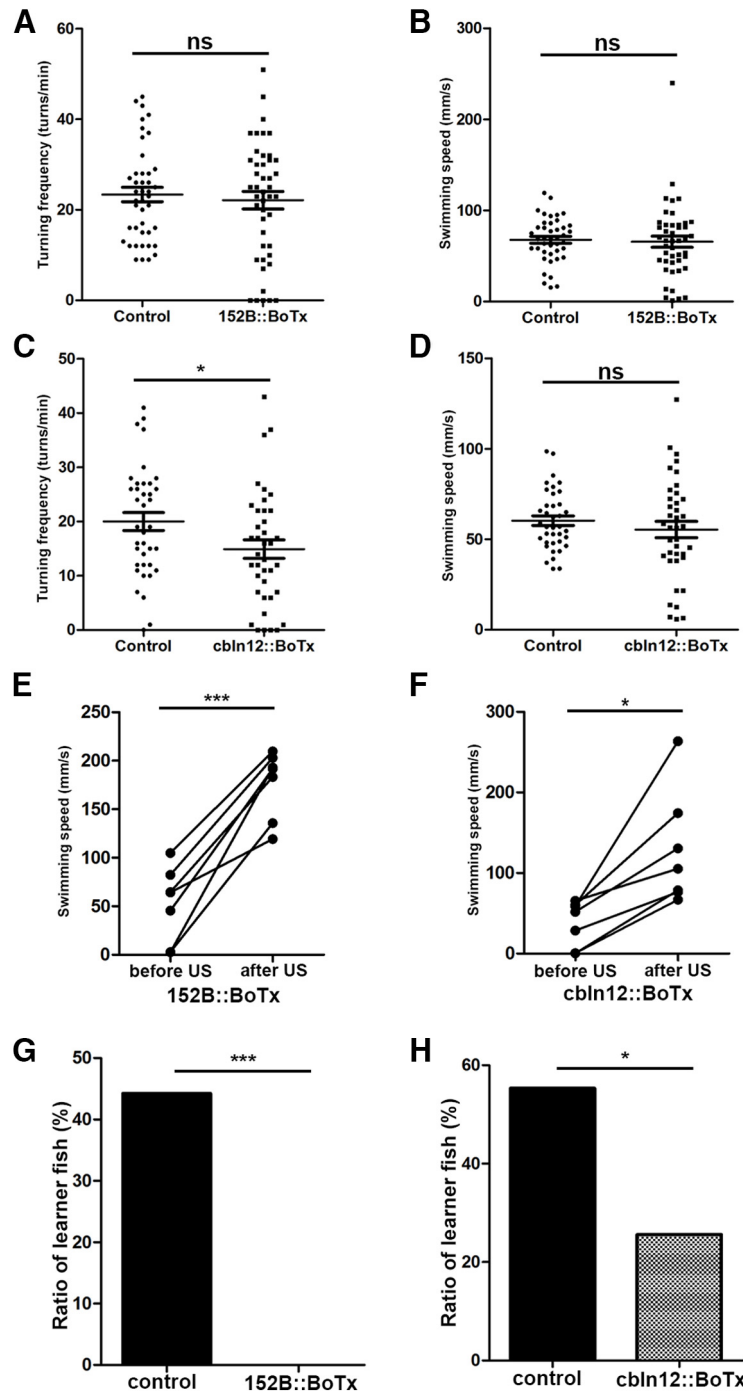 A
Turning frequency (turns/min)
60
40
20
0
ns
Control
152B::BoTx
B
Swimming speed (mm/s)
300
200
100
0
ns
Control
152B::BoTx
C
Turning frequency (turns/min)
50
40
30
20
10
0
*
Control
cbln12::BoTx
D
Swimming speed (mm/s)
150
100
50
0
ns
Control
cbln12::BoTx
E
Swimming speed (mm/s)
250
200
150
100
50
0
***
before US
after US
152B::BoTx
F
Swimming speed (mm/s)
300
200
100
0
*
before US
after US
cbln12::BoTx
G
Ratio of learner fish (%)
50
40
30
20
10
0
***
control
152B::BoTx
H
Ratio of learner fish (%)
60
40
20
0
*
control
cbln12::BoTx